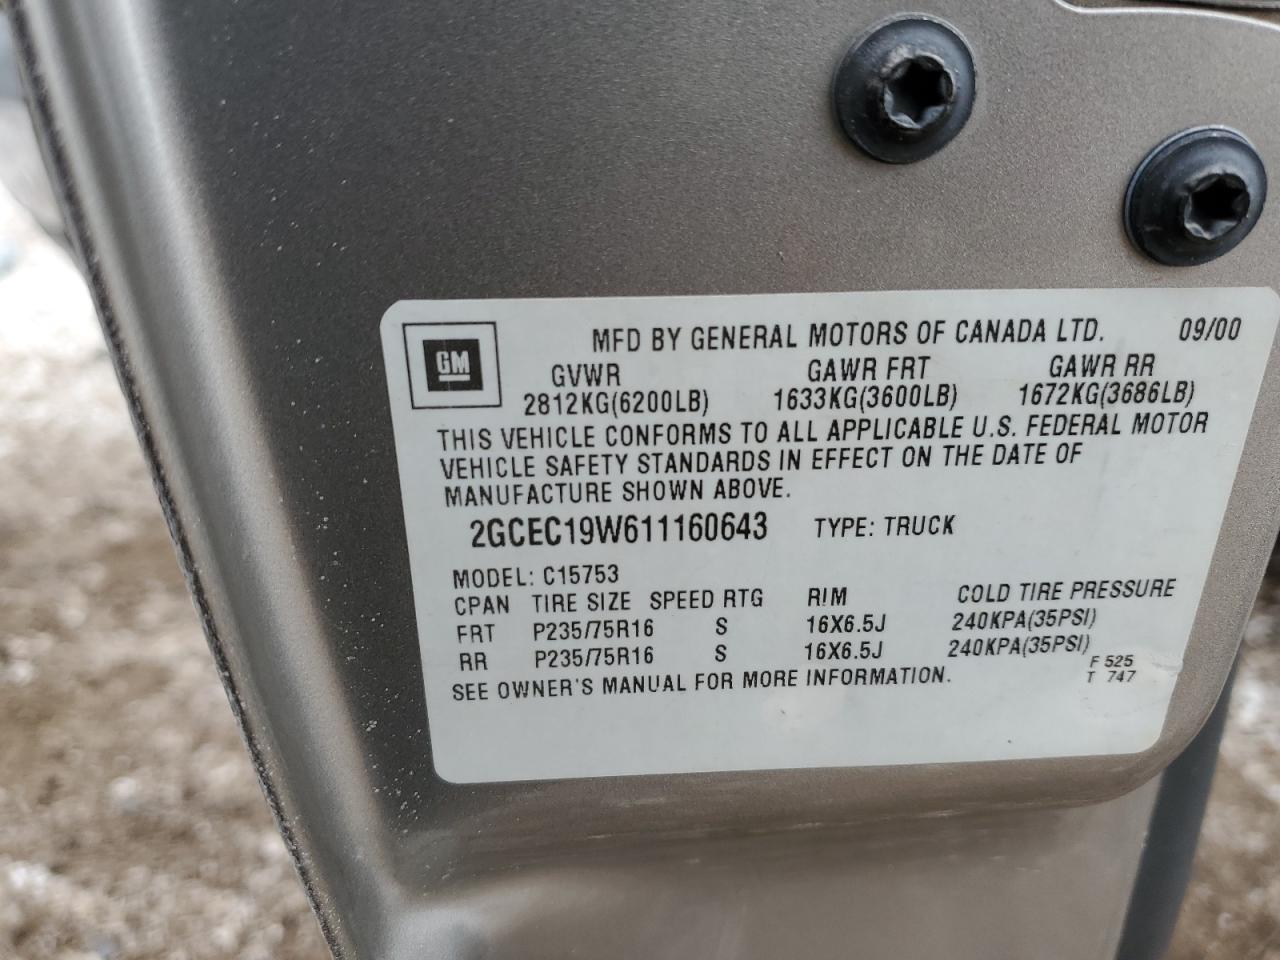 GM
MFD BY GENERAL MOTORS OF CANADA LTD. 09/00
GVWR GAWR FRT GAWR RR
2812KG(6200LB) 1633KG(3600LB) 1672KG(3686LB)
THIS VEHICLE CONFORMS TO ALL APPLICABLE U.S. FEDERAL MOTOR
VEHICLE SAFETY STANDARDS IN EFFECT ON THE DATE OF
MANUFACTURE SHOWN ABOVE.
2GCEC19W611160643 TYPE: TRUCK
MODEL: C15753
CPAN TIRE SIZE SPEED RTG RIM COLD TIRE PRESSURE
FRT P235/75R16 S 16X6.5J 240KPA(35PSI)
RR P235/75R16 S 16X6.5J 240KPA(35PSI)
SEE OWNER'S MANUAL FOR MORE INFORMATION.
F 525
T 747